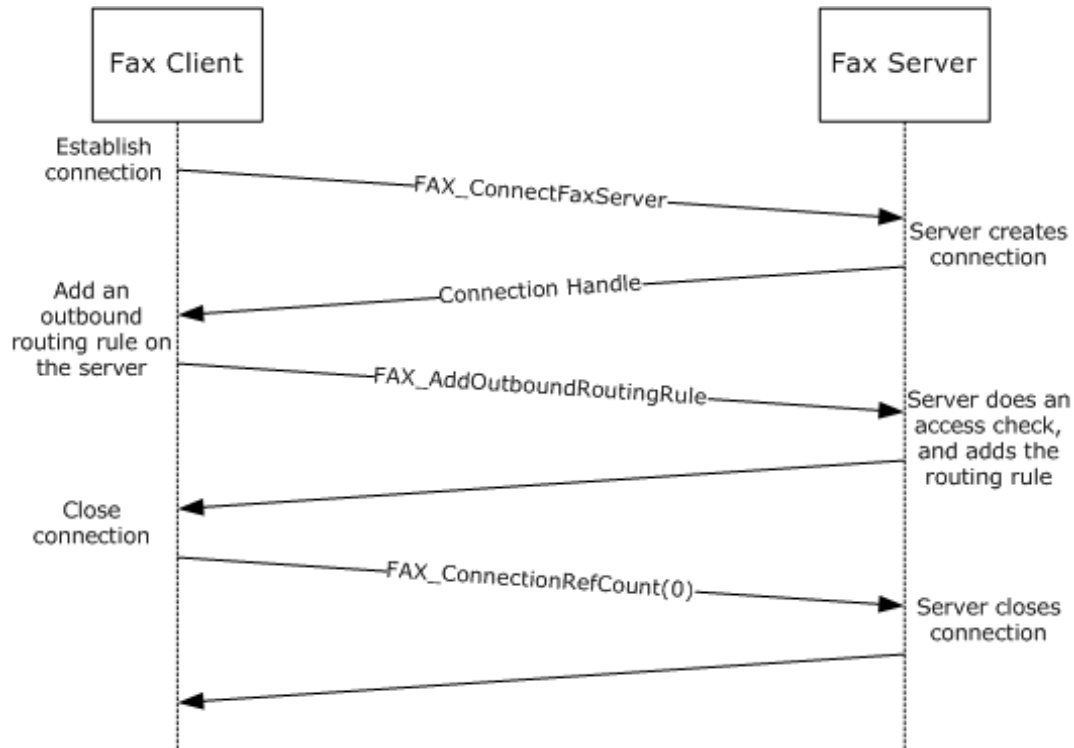 Fax Client
Fax Server
Establish
connection
FAX_ConnectFaxServer
Server creates
connection
Connection Handle
Add an
outbound
routing rule on
the server
FAX_AddOutboundRoutingRule
Server does an
access check,
and adds the
routing rule
Close
connection
FAX_ConnectionRefCount(0)
Server closes
connection